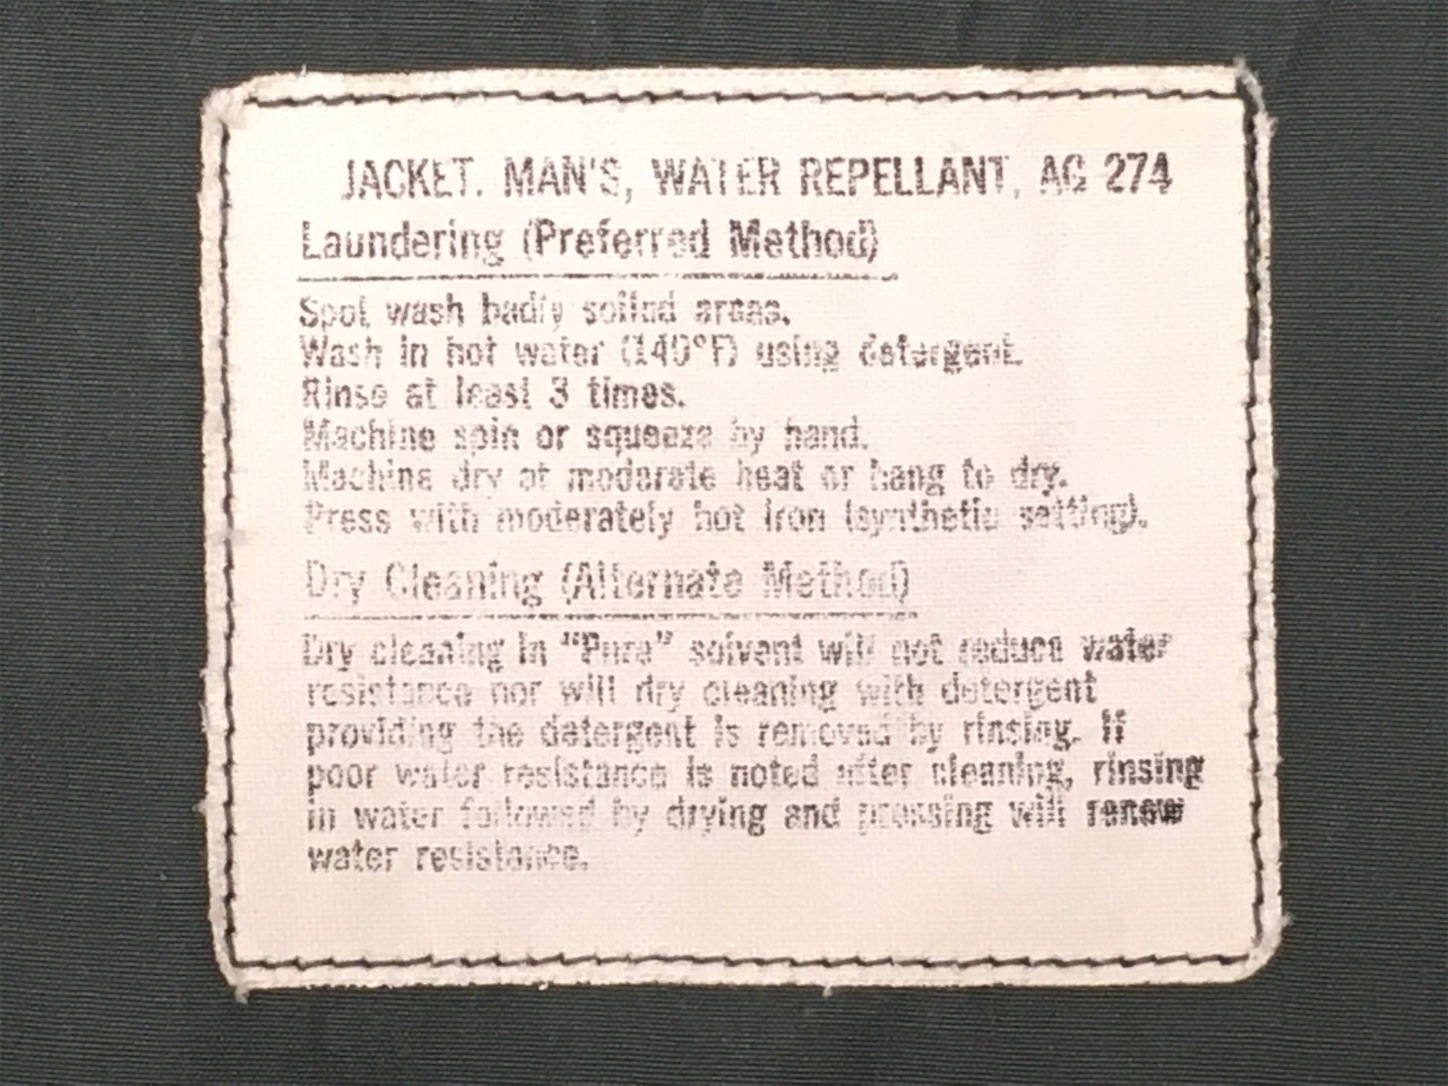 JACKET. MAN'S, WATER REPELLANT, AG 274
Laundering (Preferred Method)
Spot wash badly soiled areas.
Wash in hot water (140°F) using detergent.
Rinse at least 3 times.
Machine spin or squeeze by hand.
Machine dry at moderate heat or hang to dry.
Press with moderately hot iron (synthetic setting).
Dry Cleaning (Alternate Method)
Dry cleaning in "Pure" solvent will not reduce water
resistance nor will dry cleaning with detergent
providing the detergent is removed by rinsing. If
poor water resistance is noted after cleaning, rinsing
in water followed by drying and pressing will renew
water resistance.